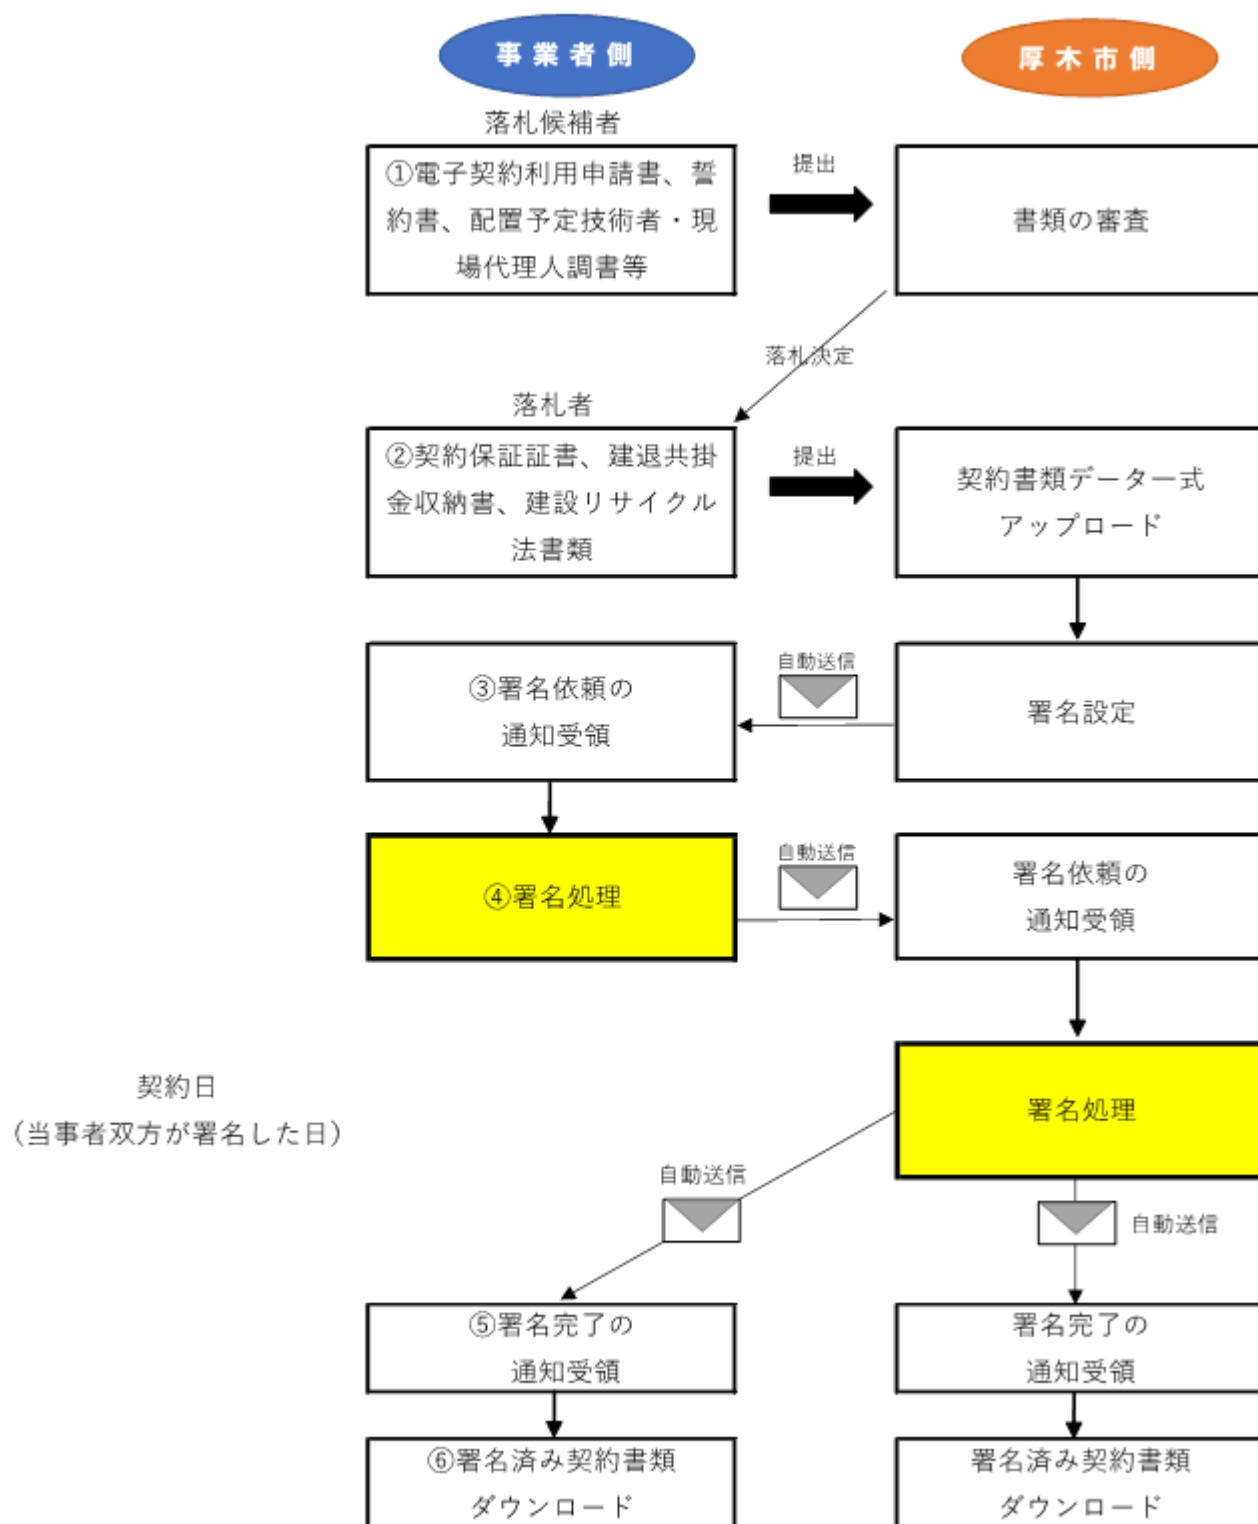 事業者側
厚木市側
落札候補者
①電子契約利用申請書、誓
約書、配置予定技術者・現
場代理人調書等
提出
書類の審査
落札決定
落札者
②契約保証証書、建退共掛
金収納書、建設リサイクル
法書類
提出
契約書類データ一式
アップロード
③署名依頼の
通知受領
自動送信
署名設定
④署名処理
自動送信
署名依頼の
通知受領
契約日
（当事者双方が署名した日）
署名処理
自動送信
自動送信
⑤署名完了の
通知受領
署名完了の
通知受領
⑥署名済み契約書類
ダウンロード
署名済み契約書類
ダウンロード